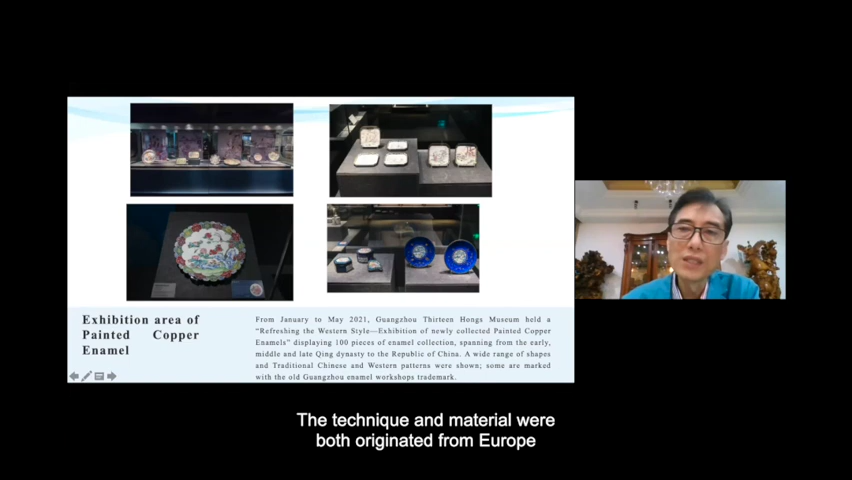 Exhibition area of
Painted Copper
Enamel
From January to May 2021, Guangzhou Thirteen Hongs Museum held a
“Refreshing the Western Style—Exhibition of newly collected Painted Copper
Enamels” displaying 100 pieces of enamel collection, spanning from the early,
middle and late Qing dynasty to the Republic of China. A wide range of shapes
and Traditional Chinese and Western patterns were shown; some are marked
with the old Guangzhou enamel workshops trademark.
The technique and material were
both originated from Europe